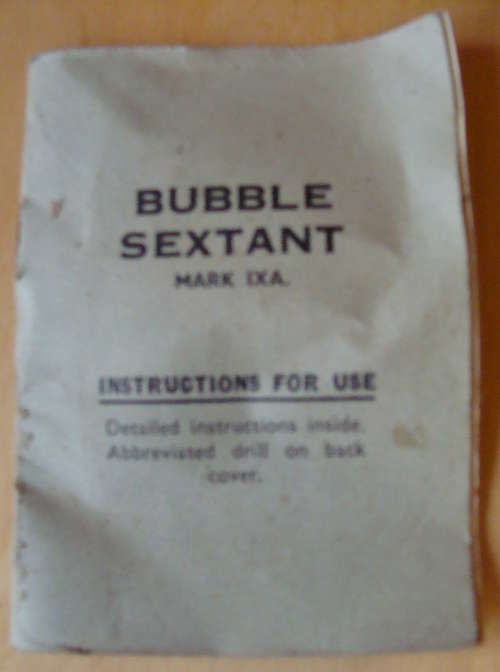 BUBBLE
SEXTANT
MARK IXA.
INSTRUCTIONS FOR USE
Detailed instructions inside.
Abbreviated drill on back
cover.